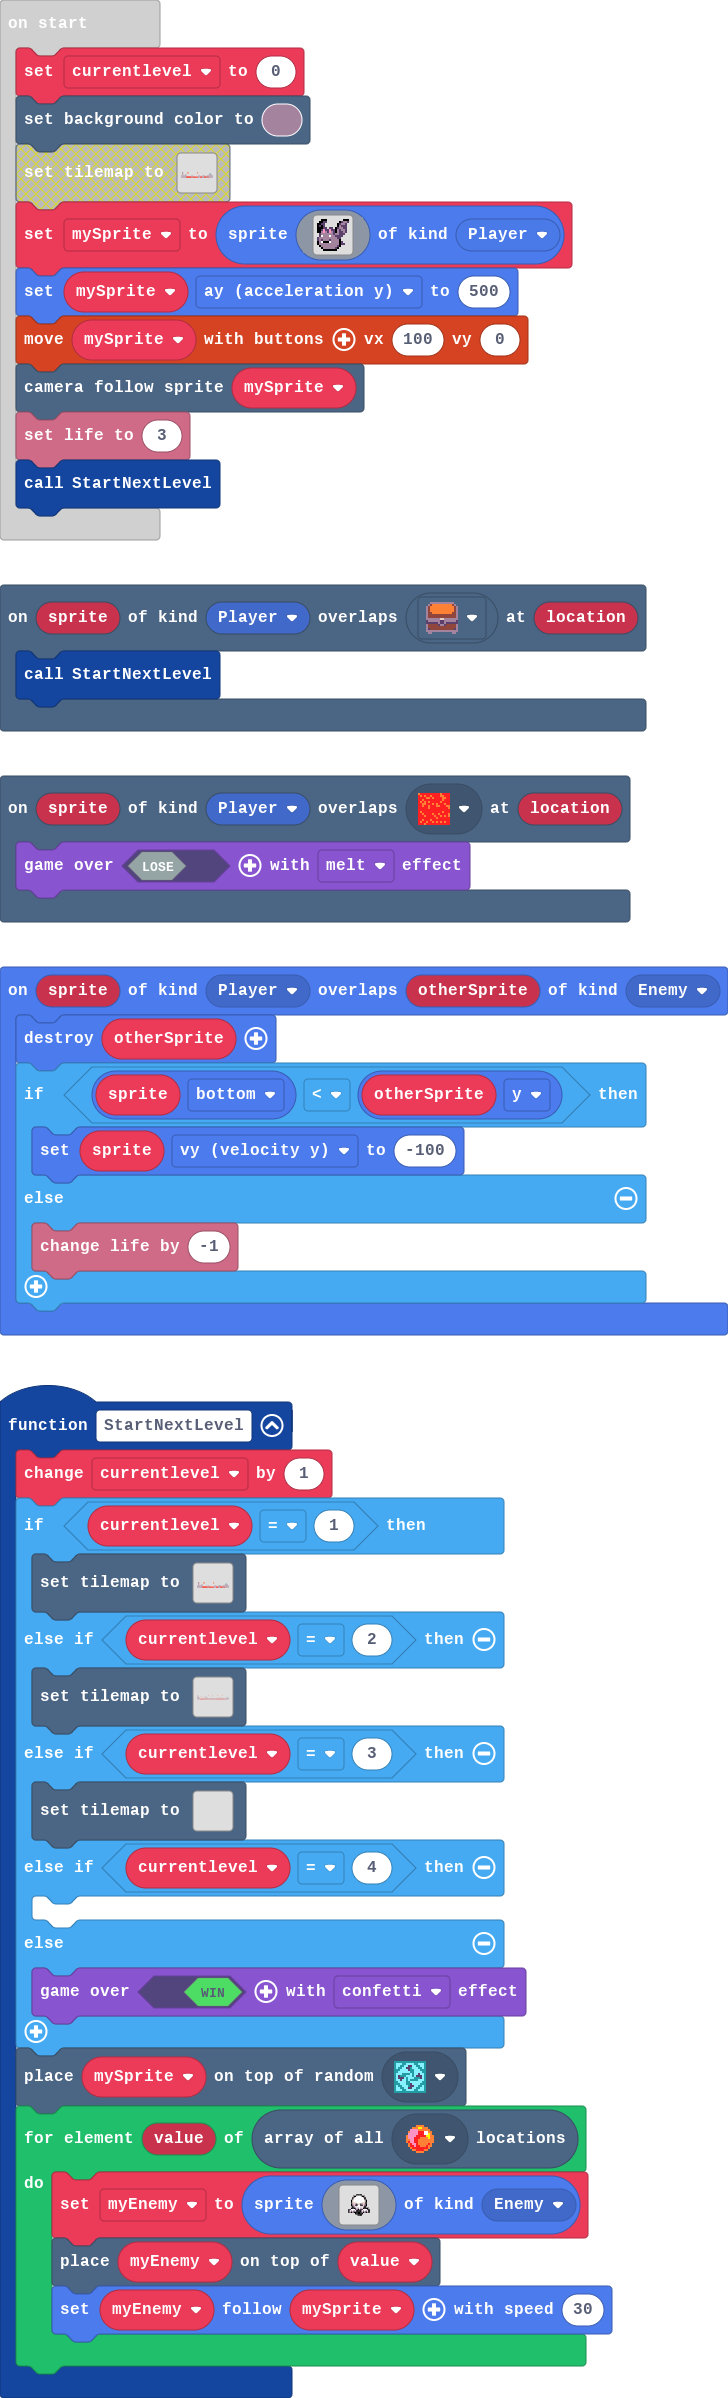 on start
set currentlevel to 0
set background color to
set tilemap to
set mySprite to sprite of kind Player
set mySprite ay (acceleration y) to 500
move mySprite with buttons vx 100 vy 0
camera follow sprite mySprite
set life to 3
call StartNextLevel
on sprite of kind Player overlaps at location
call StartNextLevel
on sprite of kind Player overlaps at location
game over LOSE with melt effect
on sprite of kind Player overlaps otherSprite of kind Enemy
destroy otherSprite
if sprite bottom < otherSprite y then
set sprite vy (velocity y) to -100
else
change life by -1
function StartNextLevel
change currentlevel by 1
if currentlevel = 1 then
set tilemap to
else if currentlevel = 2 then
set tilemap to
else if currentlevel = 3 then
set tilemap to
else if currentlevel = 4 then
else
game over WIN with confetti effect
place mySprite on top of random
for element value of array of all locations
do
set myEnemy to sprite of kind Enemy
place myEnemy on top of value
set myEnemy follow mySprite with speed 30